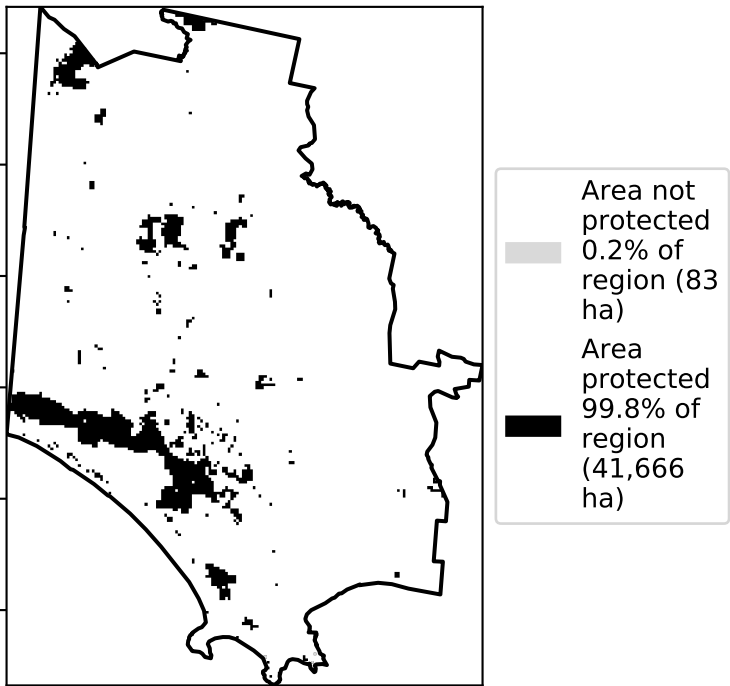 Area not
protected
0.2% of
region (83
ha)
Area
protected
99.8% of
region
(41,666
ha)